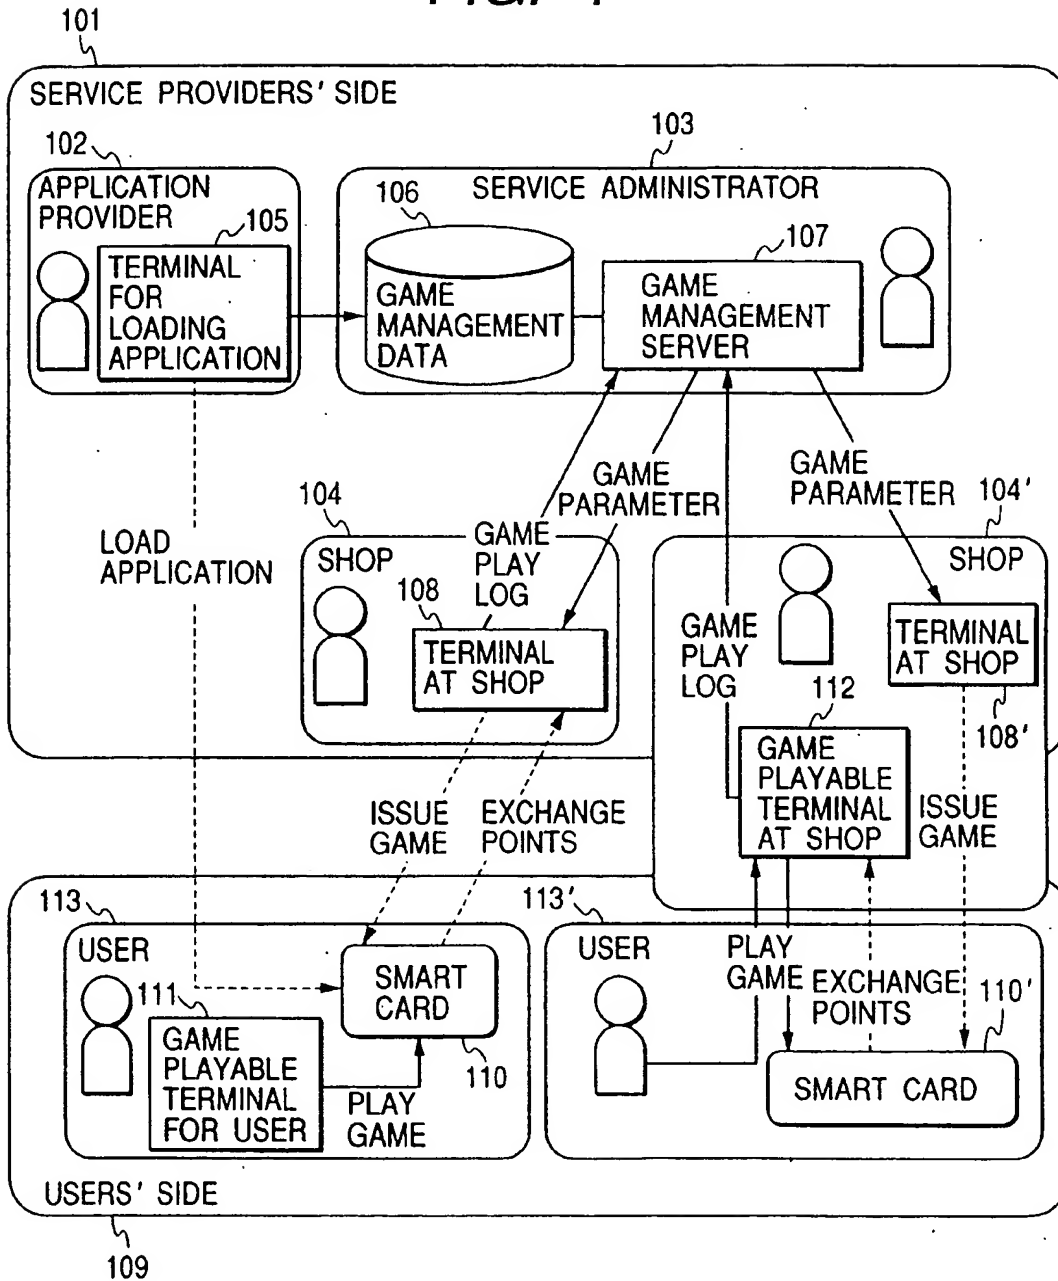 101
SERVICE PROVIDERS' SIDE
102
103
APPLICATION
PROVIDER
105
TERMINAL
FOR
LOADING
APPLICATION
106
SERVICE ADMINISTRATOR
107
GAME
MANAGEMENT
DATA
GAME
MANAGEMENT
SERVER
LOAD
APPLICATION
104
SHOP
108
GAME
PLAY
LOG
TERMINAL
AT SHOP
GAME
PARAMETER
GAME
PARAMETER
104'
SHOP
GAME
PLAY
LOG
TERMINAL
AT SHOP
108'
112
GAME
PLAYABLE
TERMINAL
AT SHOP
ISSUE
GAME
EXCHANGE
POINTS
ISSUE
GAME
113
USER
111
GAME
PLAYABLE
TERMINAL
FOR USER
SMART
CARD
110
PLAY
GAME
113'
USER
PLAY
GAME
EXCHANGE
POINTS
110'
SMART CARD
USERS' SIDE
109